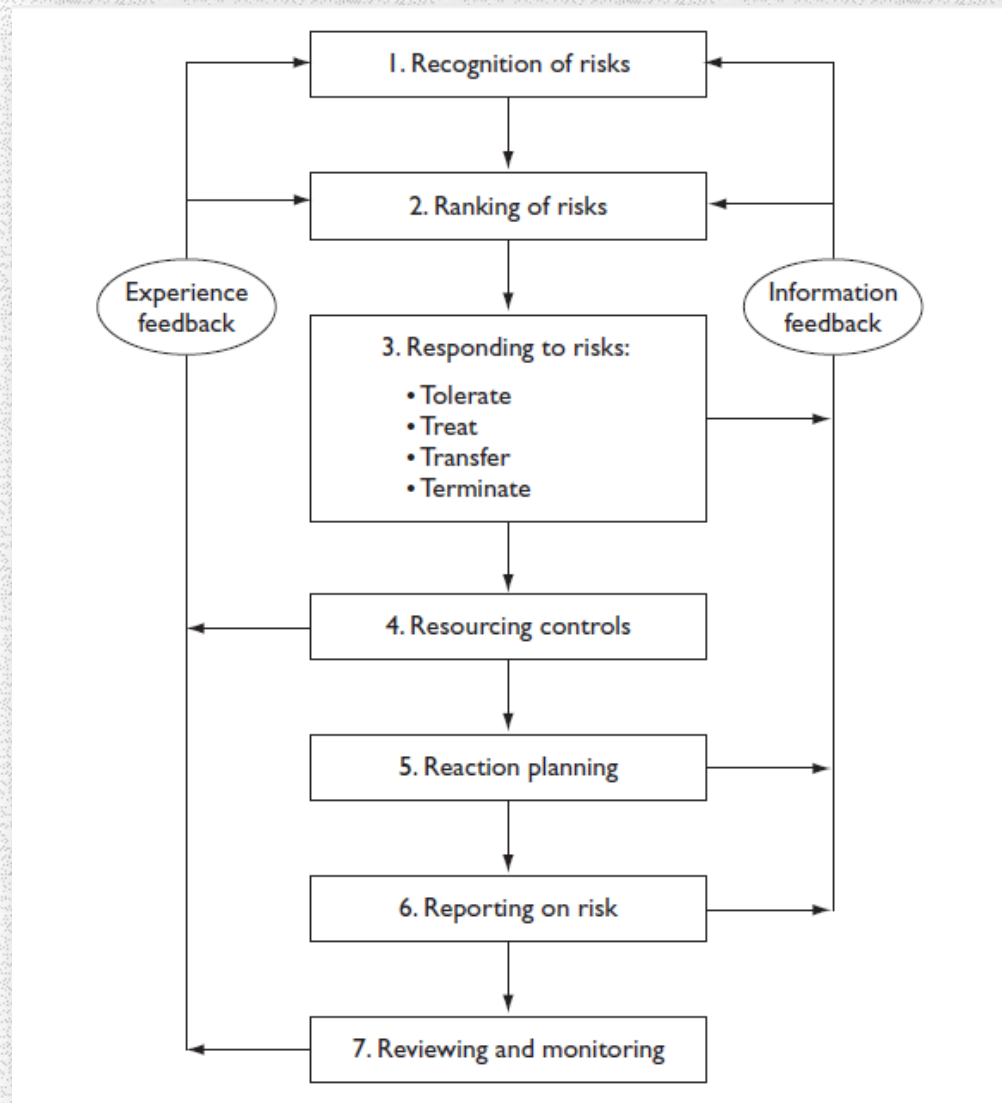 1. Recognition of risks
2. Ranking of risks
Experience
feedback
Information
feedback
3. Responding to risks:
• Tolerate
• Treat
• Transfer
• Terminate
4. Resourcing controls
5. Reaction planning
6. Reporting on risk
7. Reviewing and monitoring